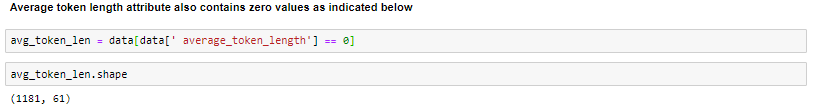 Average token length attribute also contains zero values as indicated below
avg_token_len = data[data[' average_token_length'] == 0]
avg_token_len.shape
(1181, 61)